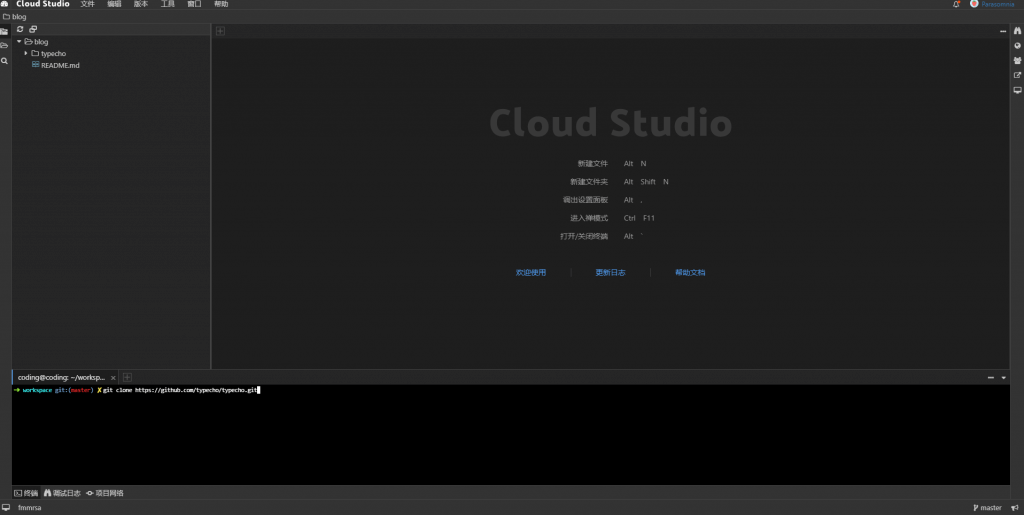 Cloud Studio 文件 编辑 版本 工具 窗口 帮助
blog
blog
typecho
README.md
Cloud Studio
新建文件 Alt N
新建文件夹 Alt Shift N
调出设置面板 Alt ,
进入禅模式 Ctrl F11
打开/关闭终端 Alt `
欢迎使用 | 更新日志 | 帮助文档
coding@coding: ~/worksp... ×
➜ workspace git:(master) ✗ git clone https://github.com/typecho/typecho.git
终端 调试日志 项目网络
fmmrsa master